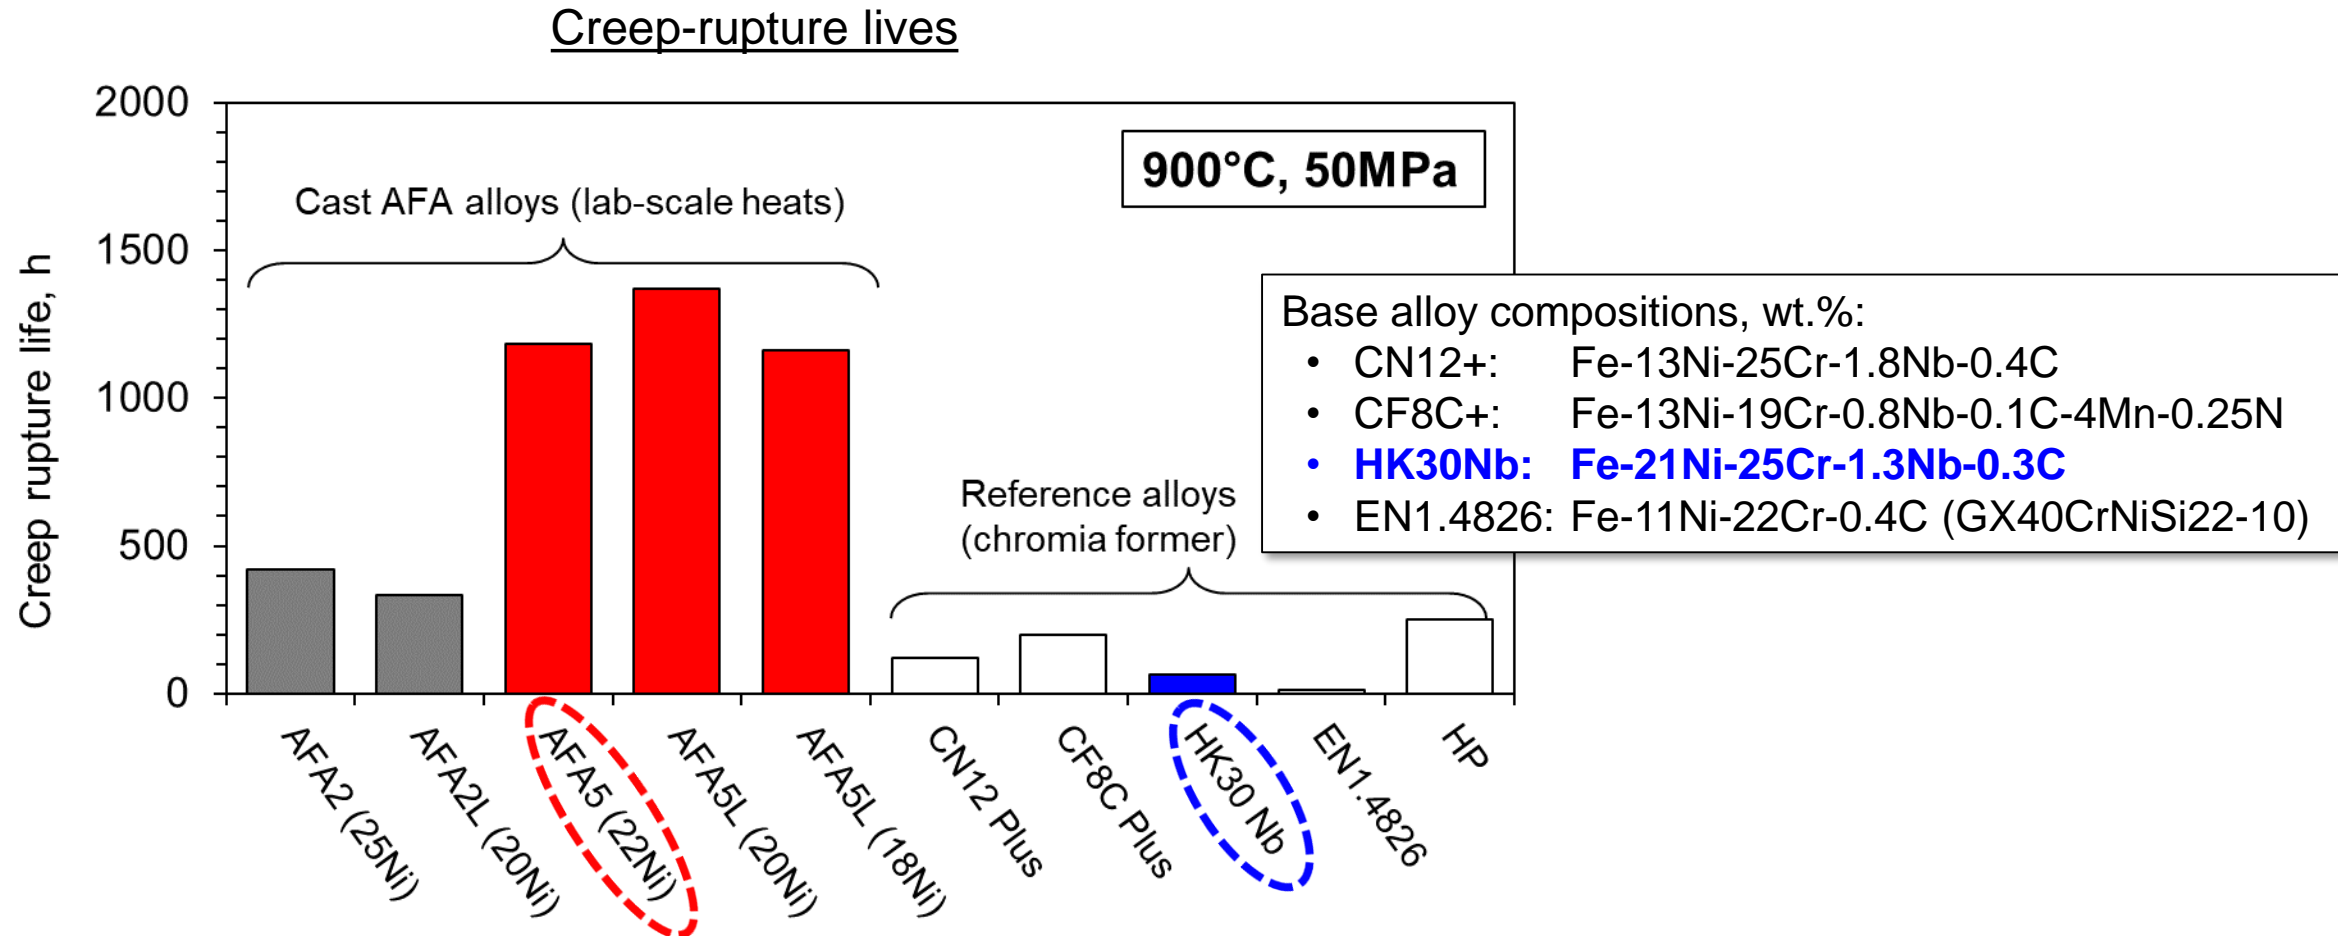 Creep-rupture lives
2000
1500
1000
500
0
Creep rupture life, h
Cast AFA alloys (lab-scale heats)
900°C, 50MPa
Reference alloys
(chromia former)
Base alloy compositions, wt.%:
• CN12+: Fe-13Ni-25Cr-1.8Nb-0.4C
• CF8C+: Fe-13Ni-19Cr-0.8Nb-0.1C-4Mn-0.25N
• HK30Nb: Fe-21Ni-25Cr-1.3Nb-0.3C
• EN1.4826: Fe-11Ni-22Cr-0.4C (GX40CrNiSi22-10)
AFA2 (25Ni)
AFA2L (20Ni)
AFA5 (22Ni)
AFA5L (20Ni)
AFA5L (18Ni)
CN12 Plus
CF8C Plus
HK30 Nb
EN1.4826
HP